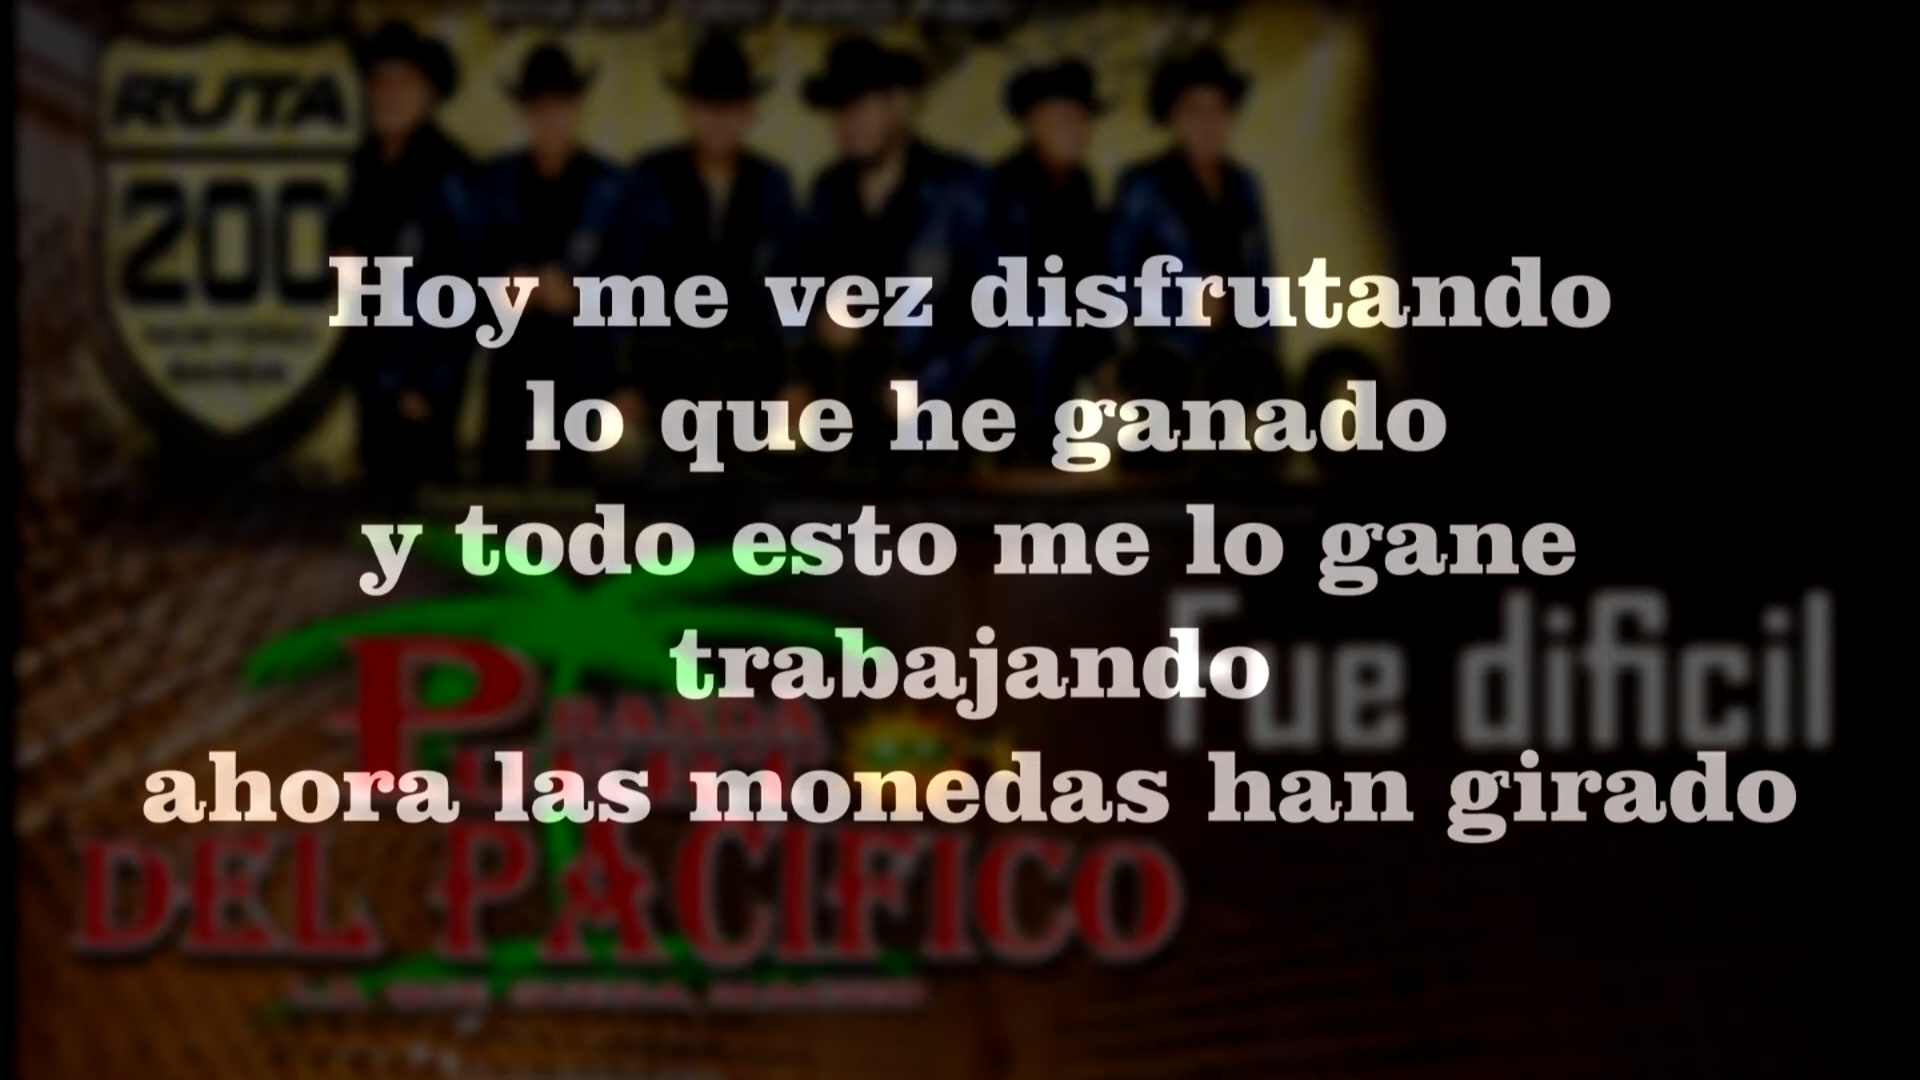 RUTA
200
Hoy me vez disfrutando
lo que he ganado
y todo esto me lo gane
trabajando
ahora las monedas han girado
Fue dificil
BANDA
DEL PACIFICO